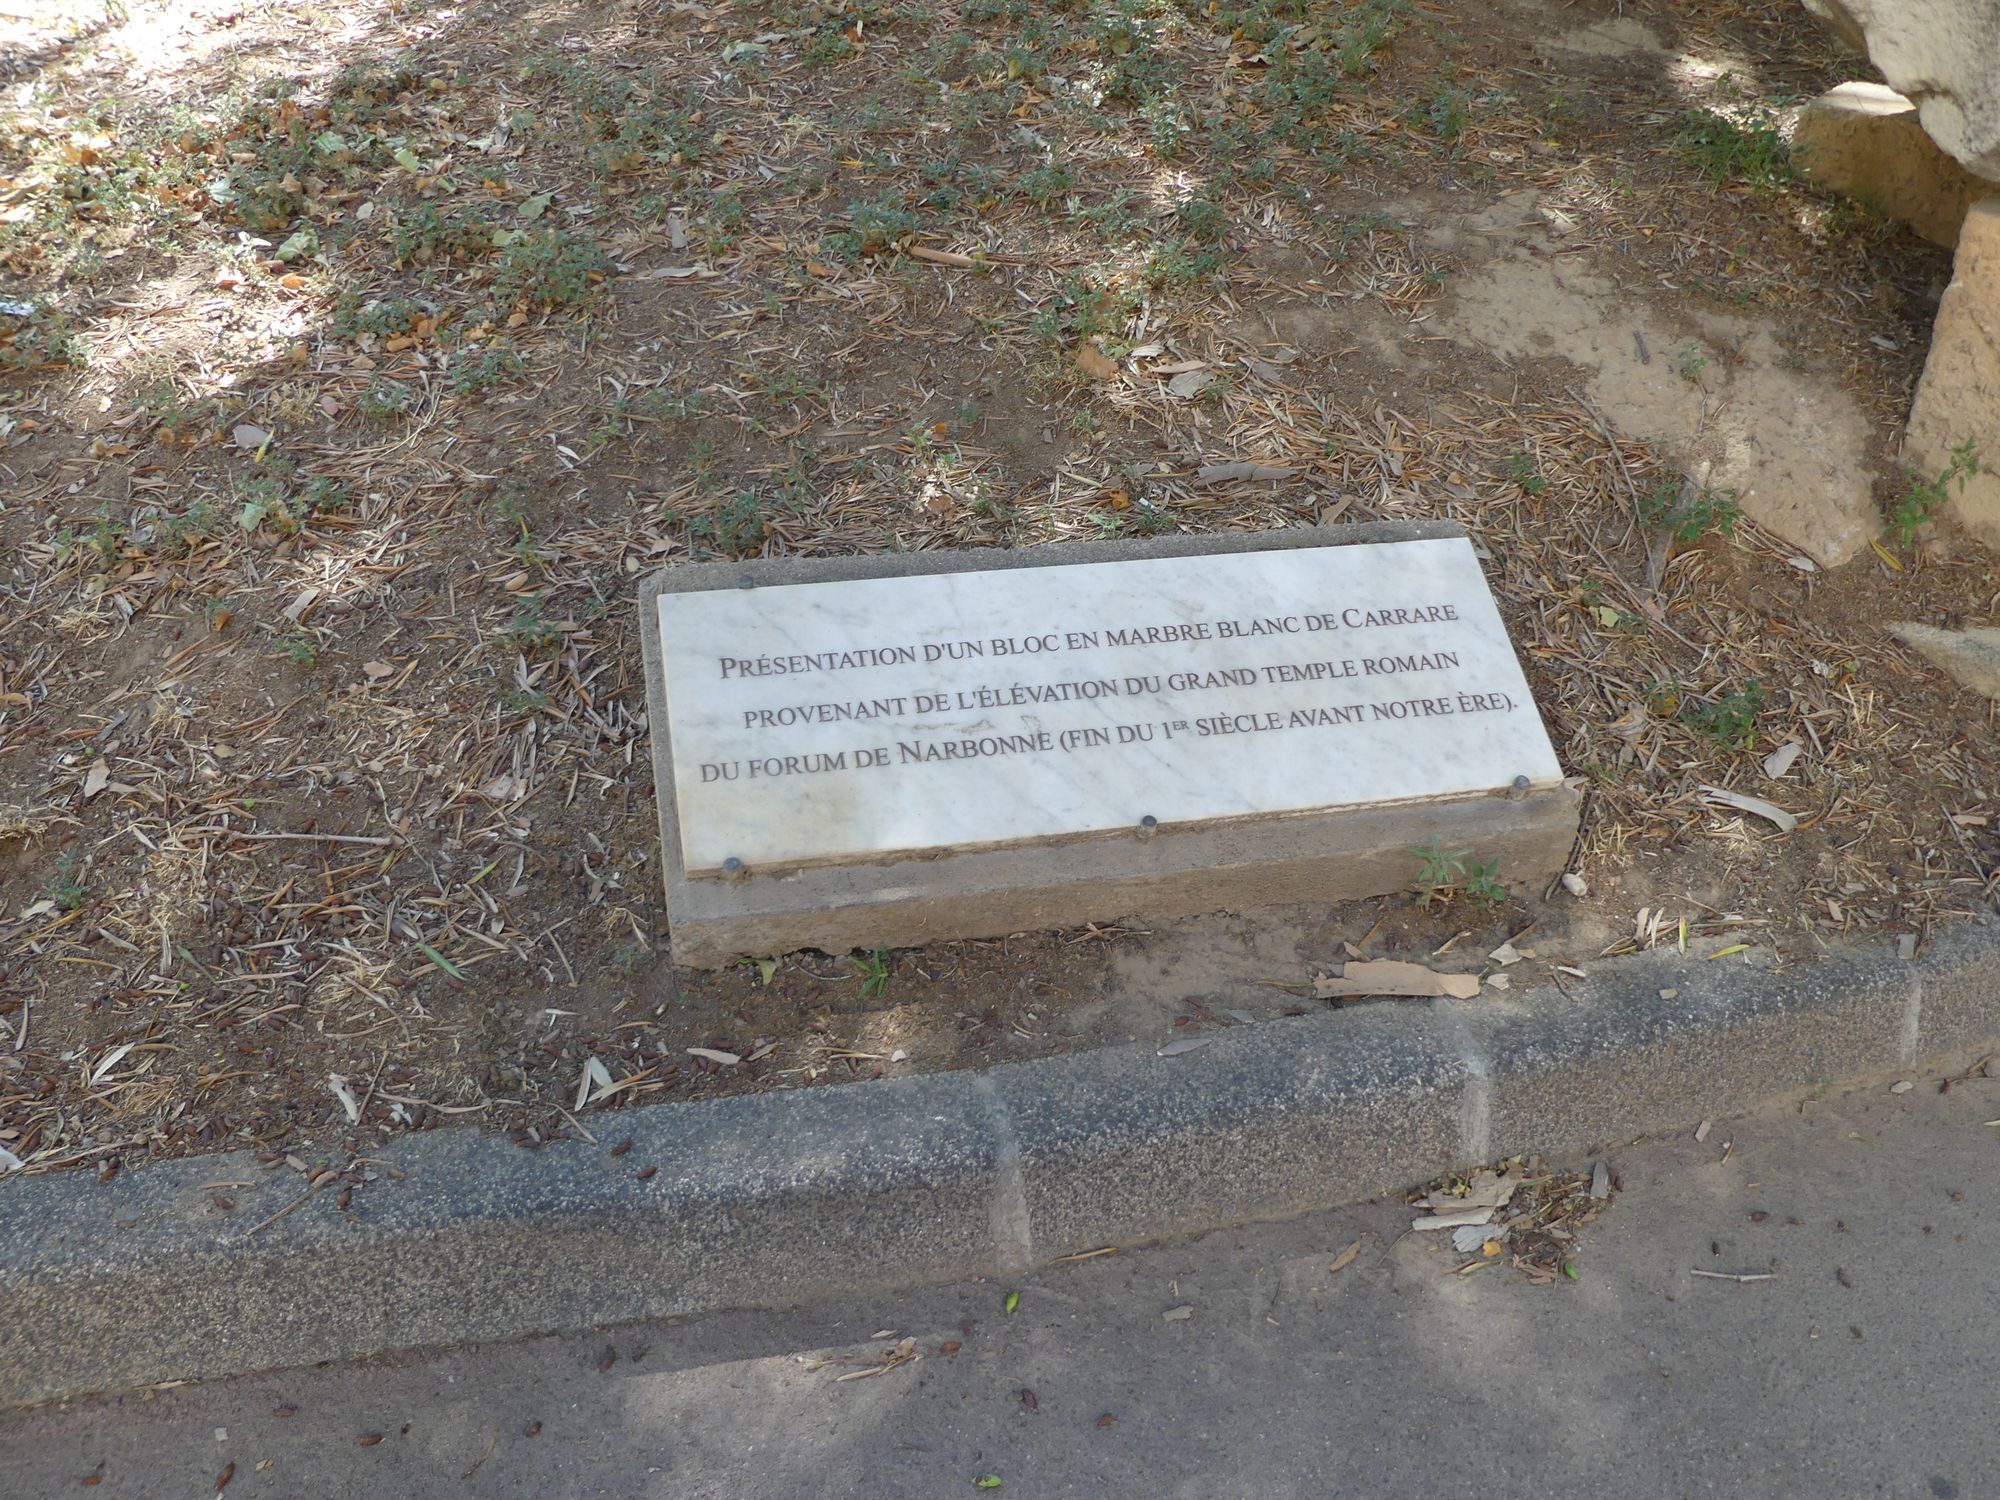 PRÉSENTATION D'UN BLOC EN MARBRE BLANC DE CARRARE
PROVENANT DE L'ÉLÉVATION DU GRAND TEMPLE ROMAIN
DU FORUM DE NARBONNE (FIN DU 1ER SIÈCLE AVANT NOTRE ÈRE).